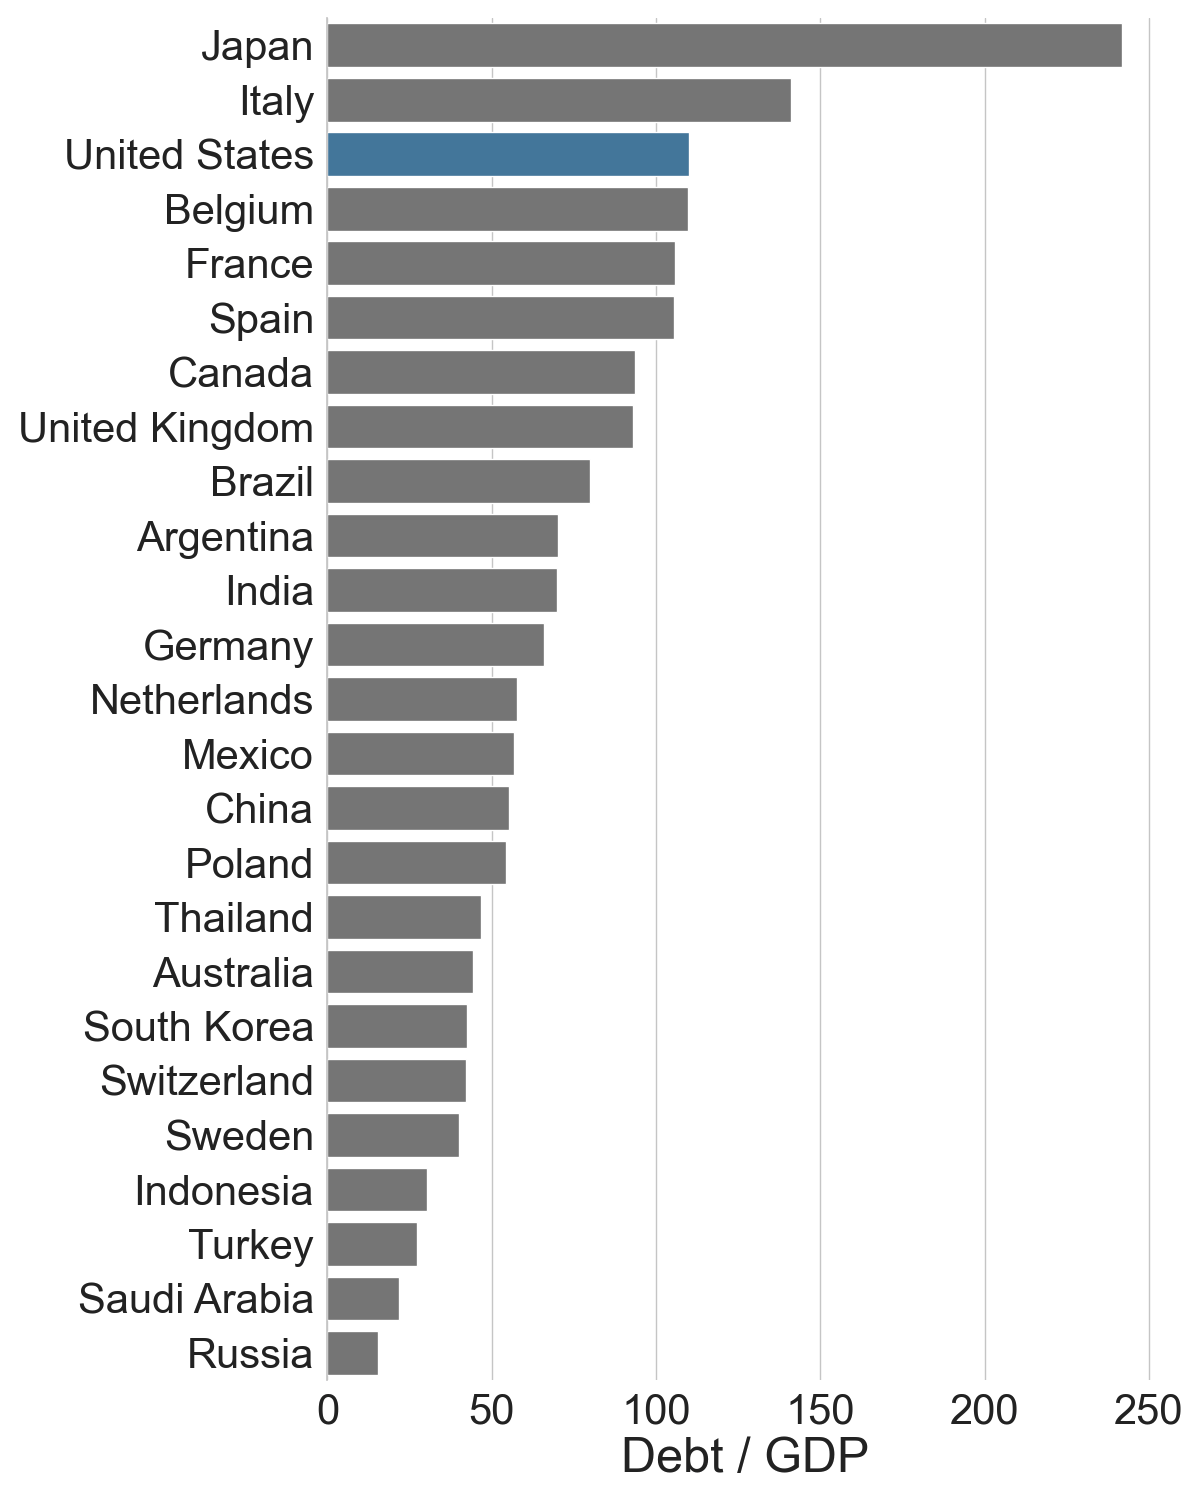 Japan
Italy
United States
Belgium
France
Spain
Canada
United Kingdom
Brazil
Argentina
India
Germany
Netherlands
Mexico
China
Poland
Thailand
Australia
South Korea
Switzerland
Sweden
Indonesia
Turkey
Saudi Arabia
Russia
0 50 100 150 200 250
Debt / GDP